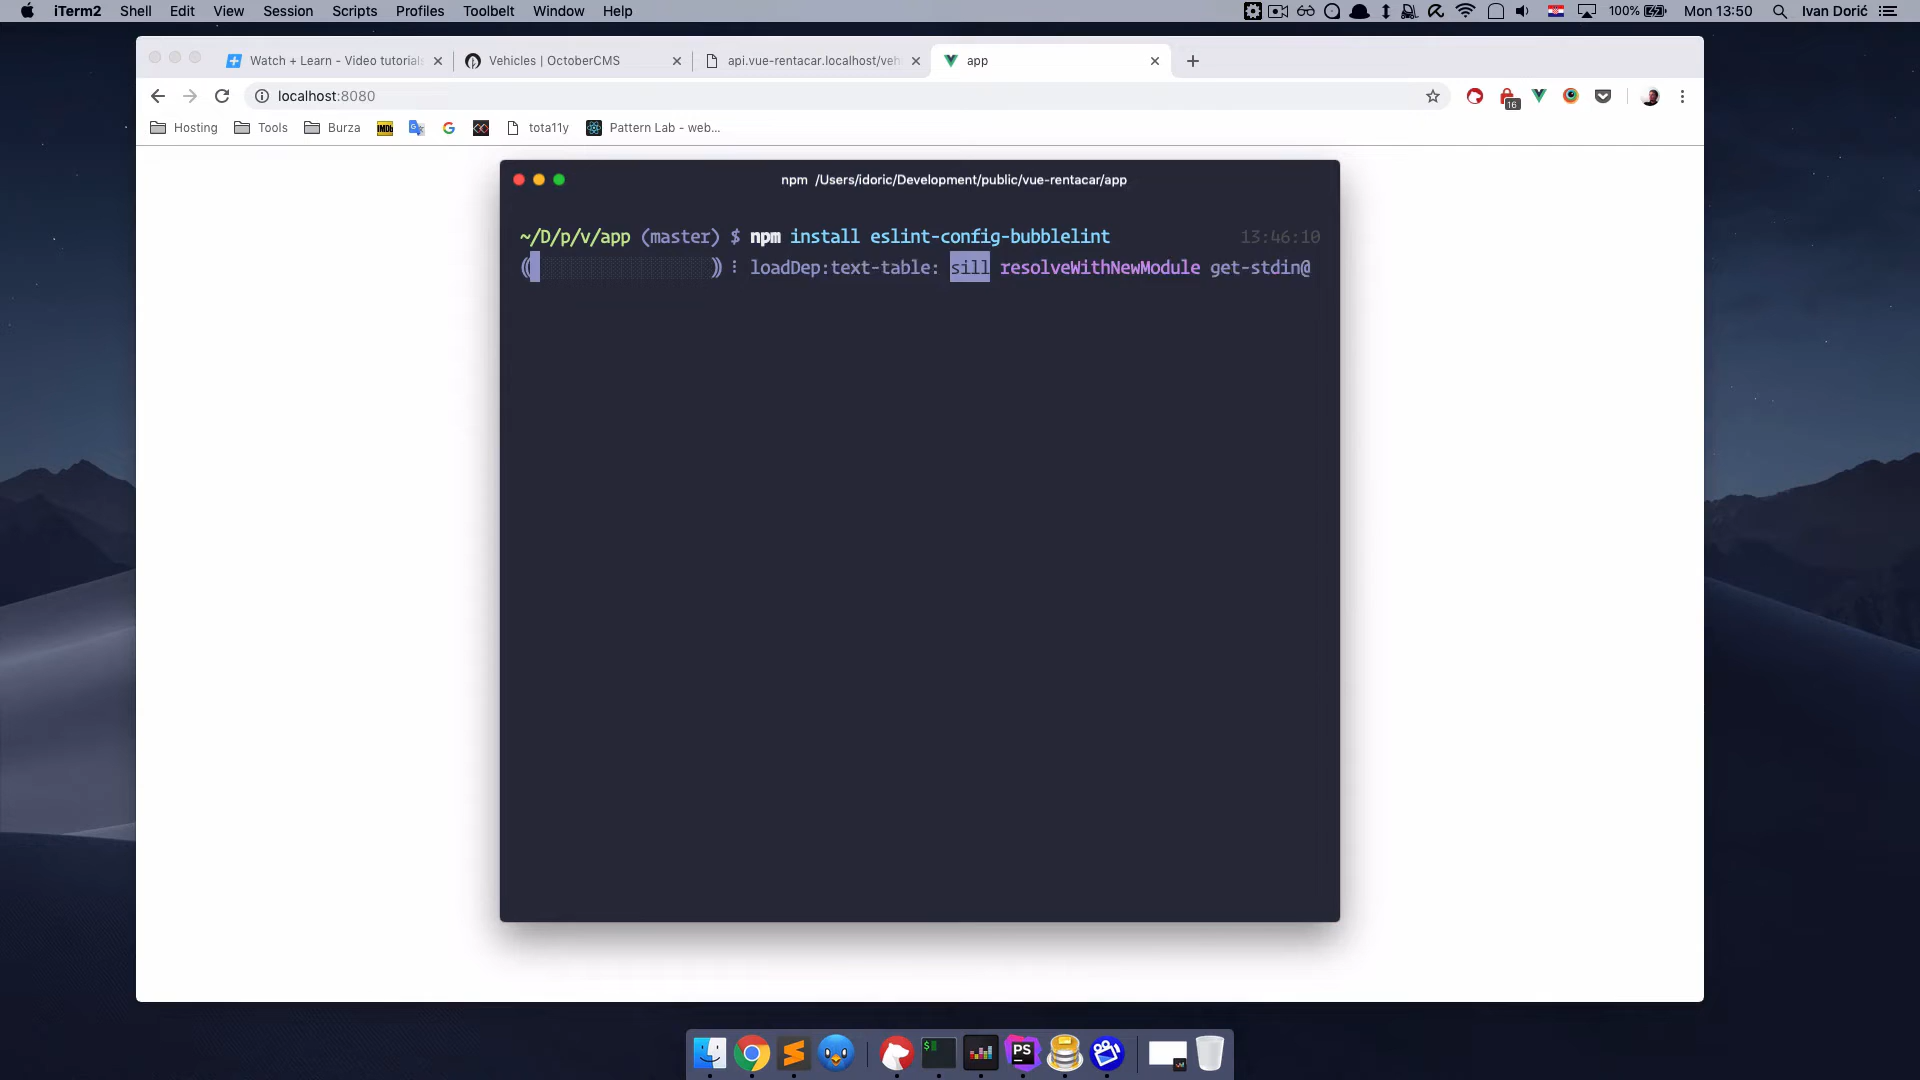 iTerm2 Shell Edit View Session Scripts Profiles Toolbelt Window Help 100% Mon 13:50 Ivan Dorić
Watch + Learn - Video tutorials Vehicles | OctoberCMS api.vue-rentacar.localhost/veh app
localhost:8080 16
Hosting Tools Burza IMDb G tota11y Pattern Lab - web...
npm /Users/idoric/Development/public/vue-rentacar/app
~/D/p/v/app (master) $ npm install eslint-config-bubblelint 13:46:10
loadDep:text-table: sill resolveWithNewModule get-stdin@
$ PS